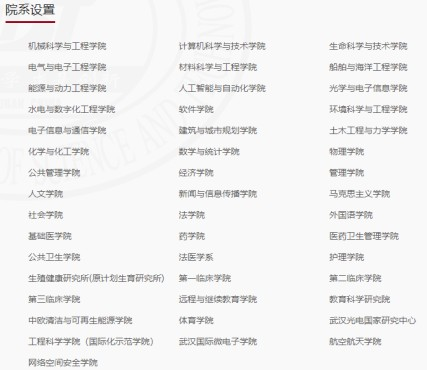 院系设置
机械科学与工程学院 计算机科学与技术学院 生命科学与技术学院
电气与电子工程学院 材料科学与工程学院 船舶与海洋工程学院
能源与动力工程学院 人工智能与自动化学院 光学与电子信息学院
水电与数字化工程学院 软件学院 环境科学与工程学院
电子信息与通信学院 建筑与城市规划学院 土木工程与力学学院
化学与化工学院 数学与统计学院 物理学院
公共管理学院 经济学院 管理学院
人文学院 新闻与信息传播学院 马克思主义学院
社会学院 法学院 外国语学院
基础医学院 药学院 医药卫生管理学院
公共卫生学院 法医学系 护理学院
生殖健康研究所(原计划生育研究所) 第一临床学院 第二临床学院
第三临床学院 远程与继续教育学院 教育科学研究院
中欧清洁与可再生能源学院 体育学院 武汉光电国家研究中心
工程科学学院（国际化示范学院） 武汉国际微电子学院 航空航天学院
网络空间安全学院